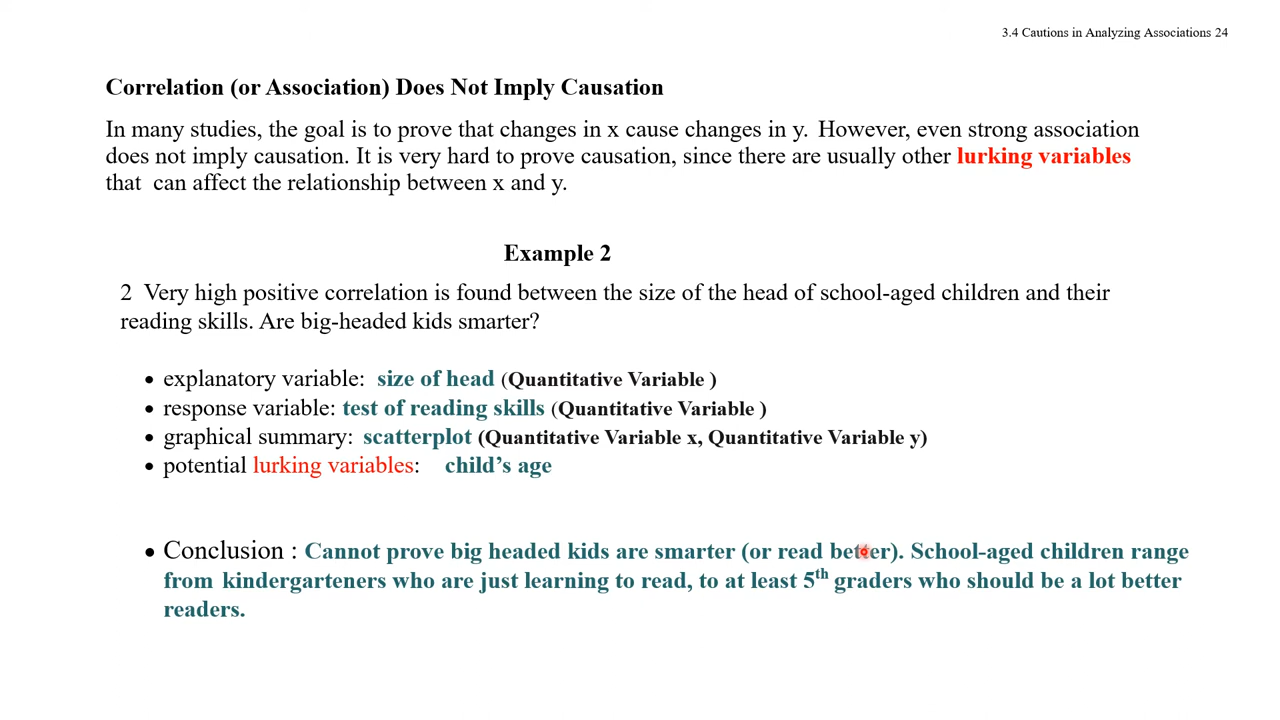 3.4 Cautions in Analyzing Associations 24
Correlation (or Association) Does Not Imply Causation
In many studies, the goal is to prove that changes in x cause changes in y. However, even strong association
does not imply causation. It is very hard to prove causation, since there are usually other lurking variables
that can affect the relationship between x and y.
Example 2
2 Very high positive correlation is found between the size of the head of school-aged children and their
reading skills. Are big-headed kids smarter?
• explanatory variable: size of head (Quantitative Variable )
• response variable: test of reading skills (Quantitative Variable )
• graphical summary: scatterplot (Quantitative Variable x, Quantitative Variable y)
• potential lurking variables: child’s age
• Conclusion : Cannot prove big headed kids are smarter (or read better). School-aged children range
from kindergarteners who are just learning to read, to at least 5th graders who should be a lot better
readers.